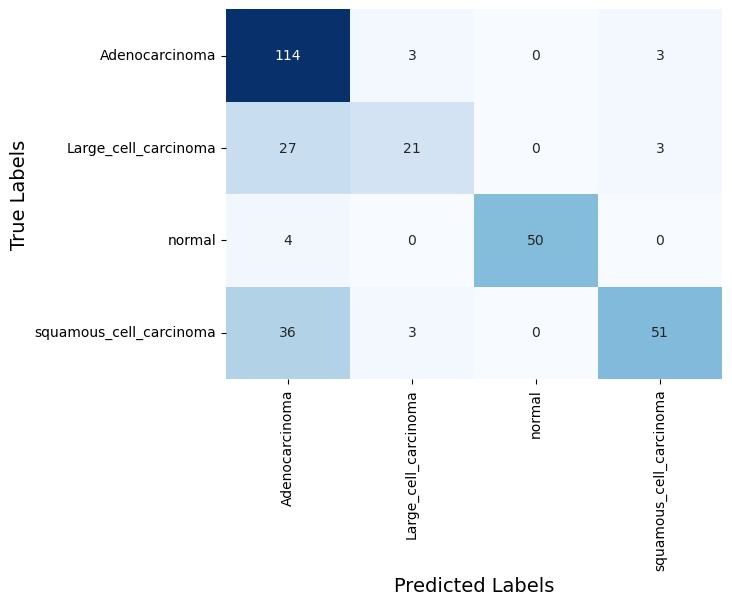 True Labels
Adenocarcinoma
114 3 0 3
Large_cell_carcinoma
27 21 0 3
normal
4 0 50 0
squamous_cell_carcinoma
36 3 0 51
Adenocarcinoma
Large_cell_carcinoma
normal
squamous_cell_carcinoma
Predicted Labels